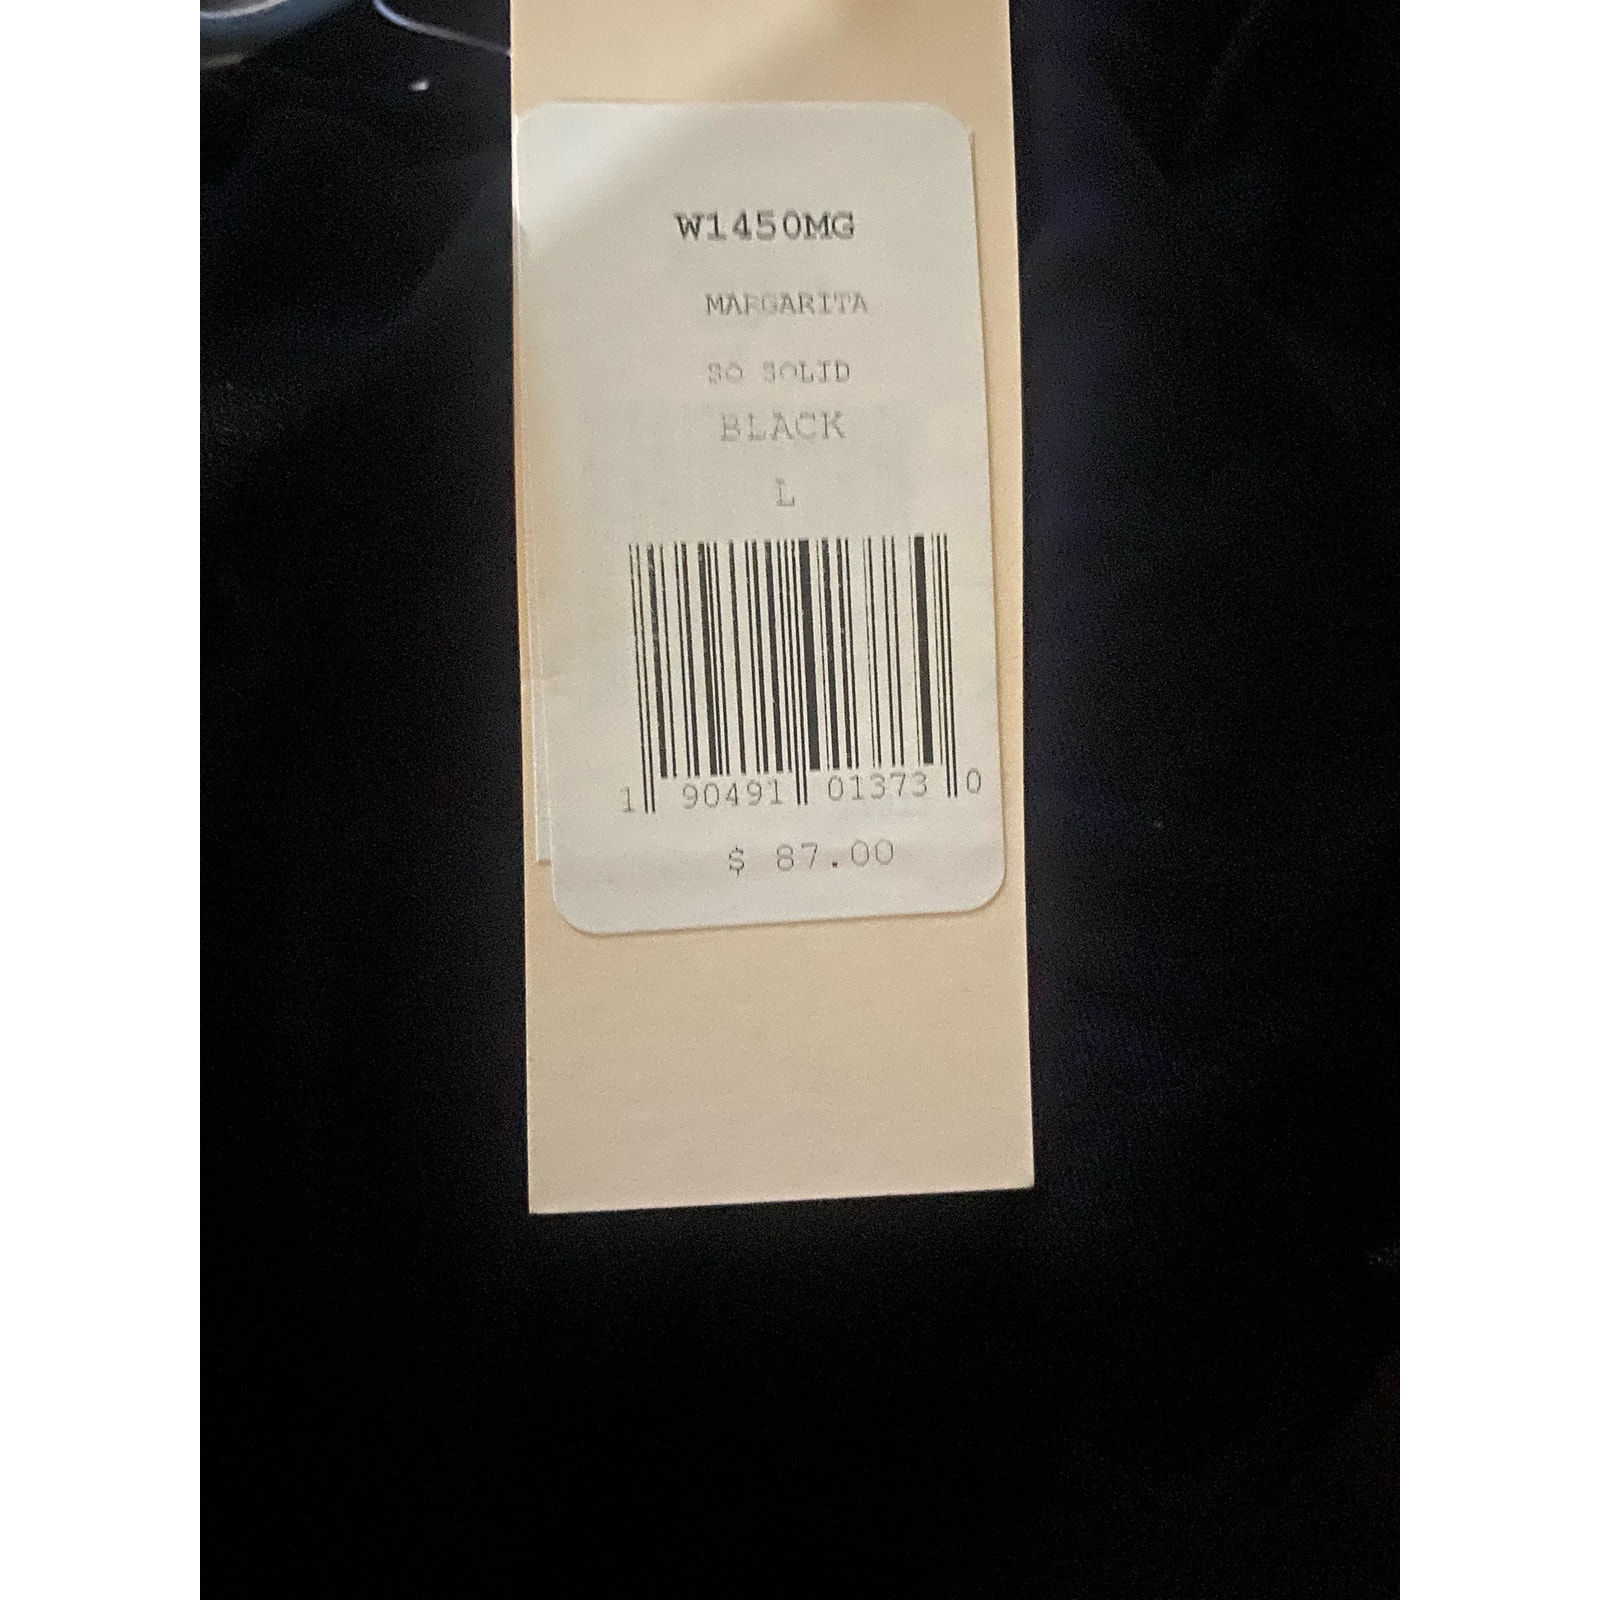 W1450MG
MARGARITA
SO SOLID
BLACK
L
1 90491 01373 0
$ 87.00